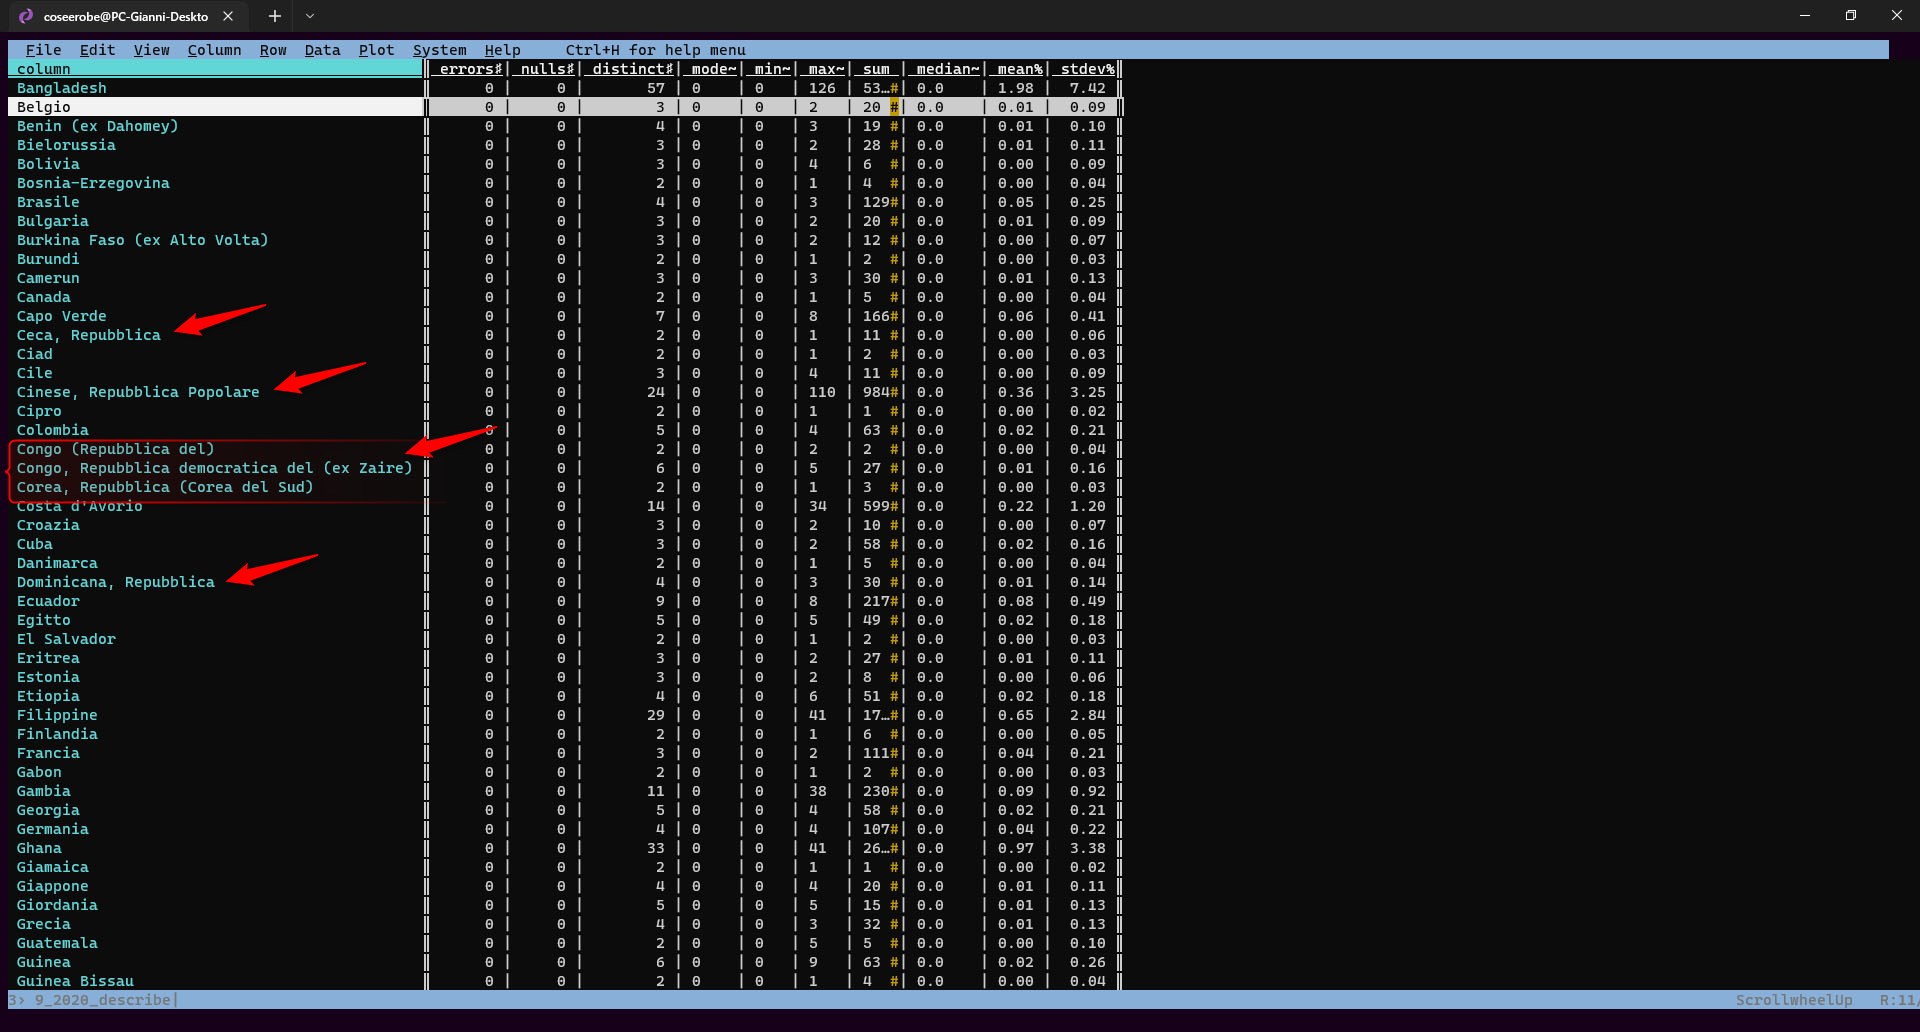 coseerobe@PC-Gianni-Deskto
File Edit View Column Row Data Plot System Help Ctrl+H for help menu
column ‖ errors♯| nulls♯| distinct♯| mode~| min~| max~| sum | median~| mean%| stdev%‖
Bangladesh ‖ 0 | 0 | 57 | 0 | 0 | 126 | 53…#| 0.0 | 1.98 | 7.42 ‖
Belgio ‖ 0 | 0 | 3 | 0 | 0 | 2 | 20 #| 0.0 | 0.01 | 0.09 ‖
Benin (ex Dahomey) ‖ 0 | 0 | 4 | 0 | 0 | 3 | 19 #| 0.0 | 0.01 | 0.10 ‖
Bielorussia ‖ 0 | 0 | 3 | 0 | 0 | 2 | 28 #| 0.0 | 0.01 | 0.11 ‖
Bolivia ‖ 0 | 0 | 3 | 0 | 0 | 4 | 6 #| 0.0 | 0.00 | 0.09 ‖
Bosnia-Erzegovina ‖ 0 | 0 | 2 | 0 | 0 | 1 | 4 #| 0.0 | 0.00 | 0.04 ‖
Brasile ‖ 0 | 0 | 4 | 0 | 0 | 3 | 129#| 0.0 | 0.05 | 0.25 ‖
Bulgaria ‖ 0 | 0 | 3 | 0 | 0 | 2 | 20 #| 0.0 | 0.01 | 0.09 ‖
Burkina Faso (ex Alto Volta) ‖ 0 | 0 | 3 | 0 | 0 | 2 | 12 #| 0.0 | 0.00 | 0.07 ‖
Burundi ‖ 0 | 0 | 2 | 0 | 0 | 1 | 2 #| 0.0 | 0.00 | 0.03 ‖
Camerun ‖ 0 | 0 | 3 | 0 | 0 | 3 | 30 #| 0.0 | 0.01 | 0.13 ‖
Canada ‖ 0 | 0 | 2 | 0 | 0 | 1 | 5 #| 0.0 | 0.00 | 0.04 ‖
Capo Verde ‖ 0 | 0 | 7 | 0 | 0 | 8 | 166#| 0.0 | 0.06 | 0.41 ‖
Ceca, Repubblica ‖ 0 | 0 | 2 | 0 | 0 | 1 | 11 #| 0.0 | 0.00 | 0.06 ‖
Ciad ‖ 0 | 0 | 2 | 0 | 0 | 1 | 2 #| 0.0 | 0.00 | 0.03 ‖
Cile ‖ 0 | 0 | 3 | 0 | 0 | 4 | 11 #| 0.0 | 0.00 | 0.09 ‖
Cinese, Repubblica Popolare ‖ 0 | 0 | 24 | 0 | 0 | 110 | 984#| 0.0 | 0.36 | 3.25 ‖
Cipro ‖ 0 | 0 | 2 | 0 | 0 | 1 | 1 #| 0.0 | 0.00 | 0.02 ‖
Colombia ‖ 0 | 0 | 5 | 0 | 0 | 4 | 63 #| 0.0 | 0.02 | 0.21 ‖
Congo (Repubblica del) ‖ 0 | 0 | 2 | 0 | 0 | 2 | 2 #| 0.0 | 0.00 | 0.04 ‖
Congo, Repubblica democratica del (ex Zaire) ‖ 0 | 0 | 6 | 0 | 0 | 5 | 27 #| 0.0 | 0.01 | 0.16 ‖
Corea, Repubblica (Corea del Sud) ‖ 0 | 0 | 2 | 0 | 0 | 1 | 3 #| 0.0 | 0.00 | 0.03 ‖
Costa d'Avorio ‖ 0 | 0 | 14 | 0 | 0 | 34 | 599#| 0.0 | 0.22 | 1.20 ‖
Croazia ‖ 0 | 0 | 3 | 0 | 0 | 2 | 10 #| 0.0 | 0.00 | 0.07 ‖
Cuba ‖ 0 | 0 | 3 | 0 | 0 | 2 | 58 #| 0.0 | 0.02 | 0.16 ‖
Danimarca ‖ 0 | 0 | 2 | 0 | 0 | 1 | 5 #| 0.0 | 0.00 | 0.04 ‖
Dominicana, Repubblica ‖ 0 | 0 | 4 | 0 | 0 | 3 | 30 #| 0.0 | 0.01 | 0.14 ‖
Ecuador ‖ 0 | 0 | 9 | 0 | 0 | 8 | 217#| 0.0 | 0.08 | 0.49 ‖
Egitto ‖ 0 | 0 | 5 | 0 | 0 | 5 | 49 #| 0.0 | 0.02 | 0.18 ‖
El Salvador ‖ 0 | 0 | 2 | 0 | 0 | 1 | 2 #| 0.0 | 0.00 | 0.03 ‖
Eritrea ‖ 0 | 0 | 3 | 0 | 0 | 2 | 27 #| 0.0 | 0.01 | 0.11 ‖
Estonia ‖ 0 | 0 | 3 | 0 | 0 | 2 | 8 #| 0.0 | 0.00 | 0.06 ‖
Etiopia ‖ 0 | 0 | 4 | 0 | 0 | 6 | 51 #| 0.0 | 0.02 | 0.18 ‖
Filippine ‖ 0 | 0 | 29 | 0 | 0 | 41 | 17…#| 0.0 | 0.65 | 2.84 ‖
Finlandia ‖ 0 | 0 | 2 | 0 | 0 | 1 | 6 #| 0.0 | 0.00 | 0.05 ‖
Francia ‖ 0 | 0 | 3 | 0 | 0 | 2 | 111#| 0.0 | 0.04 | 0.21 ‖
Gabon ‖ 0 | 0 | 2 | 0 | 0 | 1 | 2 #| 0.0 | 0.00 | 0.03 ‖
Gambia ‖ 0 | 0 | 11 | 0 | 0 | 38 | 230#| 0.0 | 0.09 | 0.92 ‖
Georgia ‖ 0 | 0 | 5 | 0 | 0 | 4 | 58 #| 0.0 | 0.02 | 0.21 ‖
Germania ‖ 0 | 0 | 4 | 0 | 0 | 4 | 107#| 0.0 | 0.04 | 0.22 ‖
Ghana ‖ 0 | 0 | 33 | 0 | 0 | 41 | 26…#| 0.0 | 0.97 | 3.38 ‖
Giamaica ‖ 0 | 0 | 2 | 0 | 0 | 1 | 1 #| 0.0 | 0.00 | 0.02 ‖
Giappone ‖ 0 | 0 | 4 | 0 | 0 | 4 | 20 #| 0.0 | 0.01 | 0.11 ‖
Giordania ‖ 0 | 0 | 5 | 0 | 0 | 5 | 15 #| 0.0 | 0.01 | 0.13 ‖
Grecia ‖ 0 | 0 | 4 | 0 | 0 | 3 | 32 #| 0.0 | 0.01 | 0.13 ‖
Guatemala ‖ 0 | 0 | 2 | 0 | 0 | 5 | 5 #| 0.0 | 0.00 | 0.10 ‖
Guinea ‖ 0 | 0 | 6 | 0 | 0 | 9 | 63 #| 0.0 | 0.02 | 0.26 ‖
Guinea Bissau ‖ 0 | 0 | 2 | 0 | 0 | 1 | 4 #| 0.0 | 0.00 | 0.04 ‖
3› 9_2020_describe| ScrollwheelUp R:11/